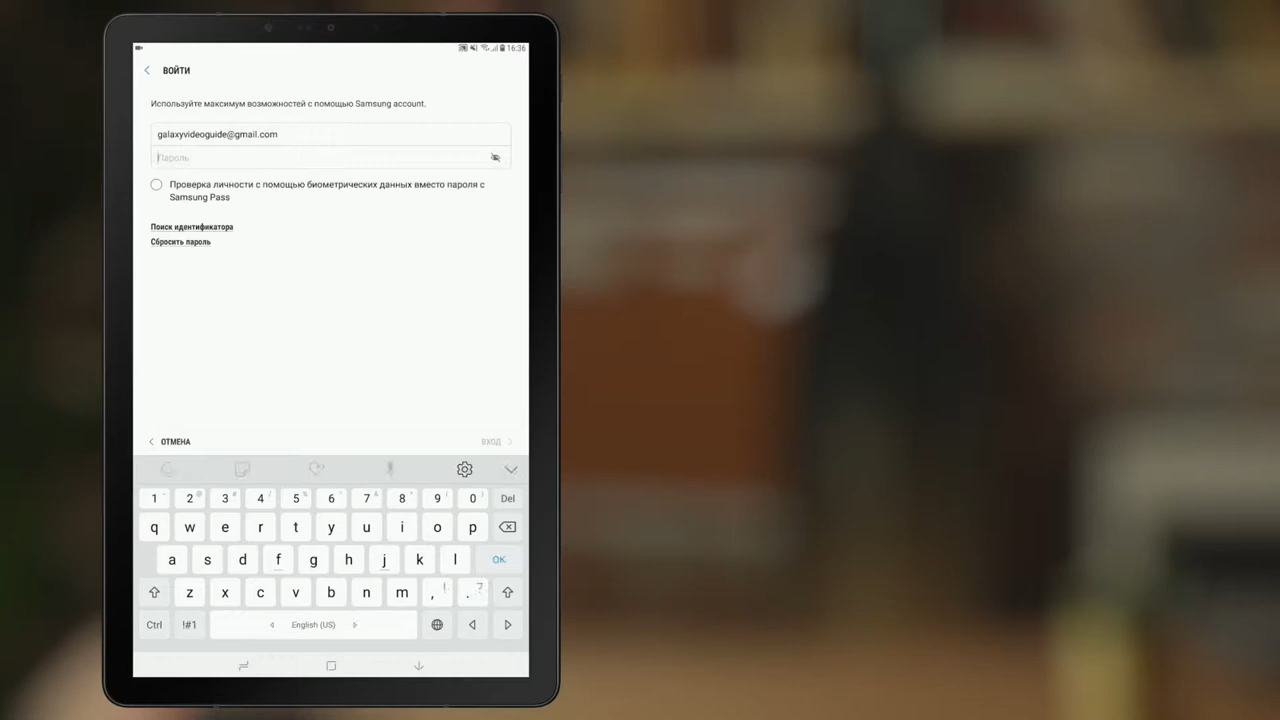 16:36
ВОЙТИ
Используйте максимум возможностей с помощью Samsung account.
galaxyvideoguide@gmail.com
Пароль
Проверка личности с помощью биометрических данных вместо пароля с
Samsung Pass
Поиск идентификатора
Сбросить пароль
ОТМЕНА ВХОД
1 2 @ 3 # 4 / 5 % 6 ^ 7 & 8 * 9 ( 0 ) Del
q w e r t y u i o p
a s d f g h j k l OK
z x c v b n m , ! . ?
Ctrl !#1 English (US)